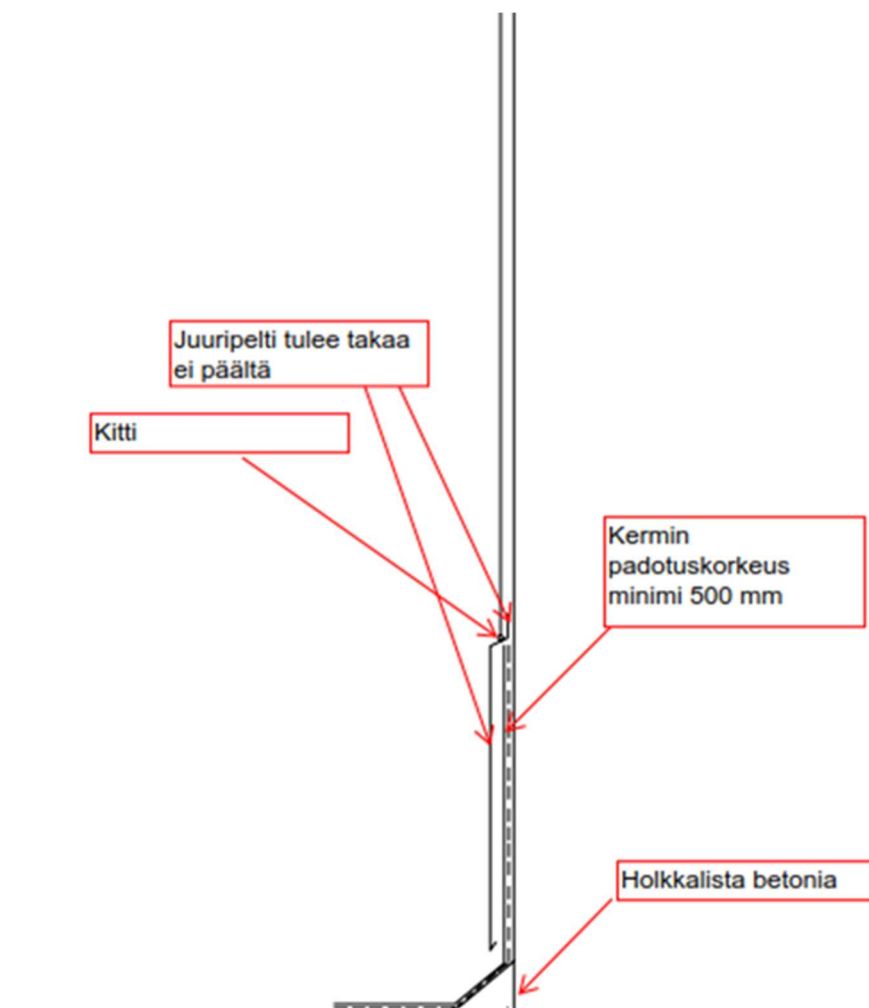 Juuripelti tulee takaa
ei päältä
Kitti
Kermin
padotuskorkeus
minimi 500 mm
Holkkalista betonia